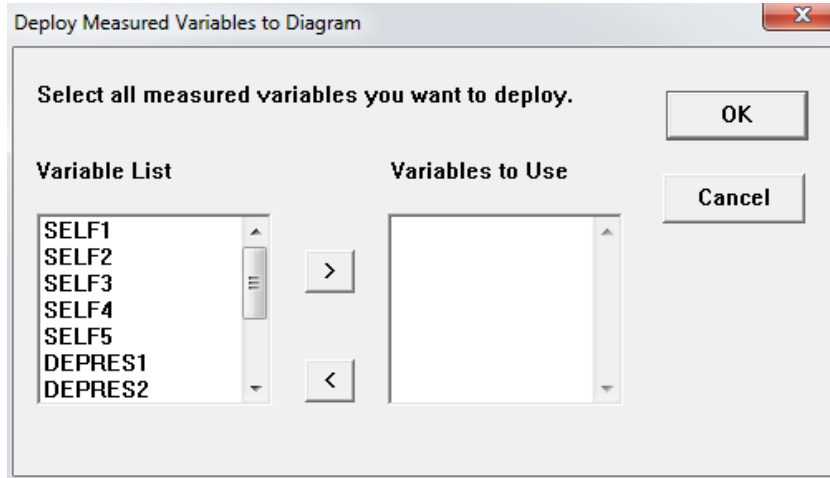 Deploy Measured Variables to Diagram
Select all measured variables you want to deploy.
OK
Variable List
Variables to Use
Cancel
SELF1
SELF2
SELF3
SELF4
SELF5
DEPRES1
DEPRES2
>
<